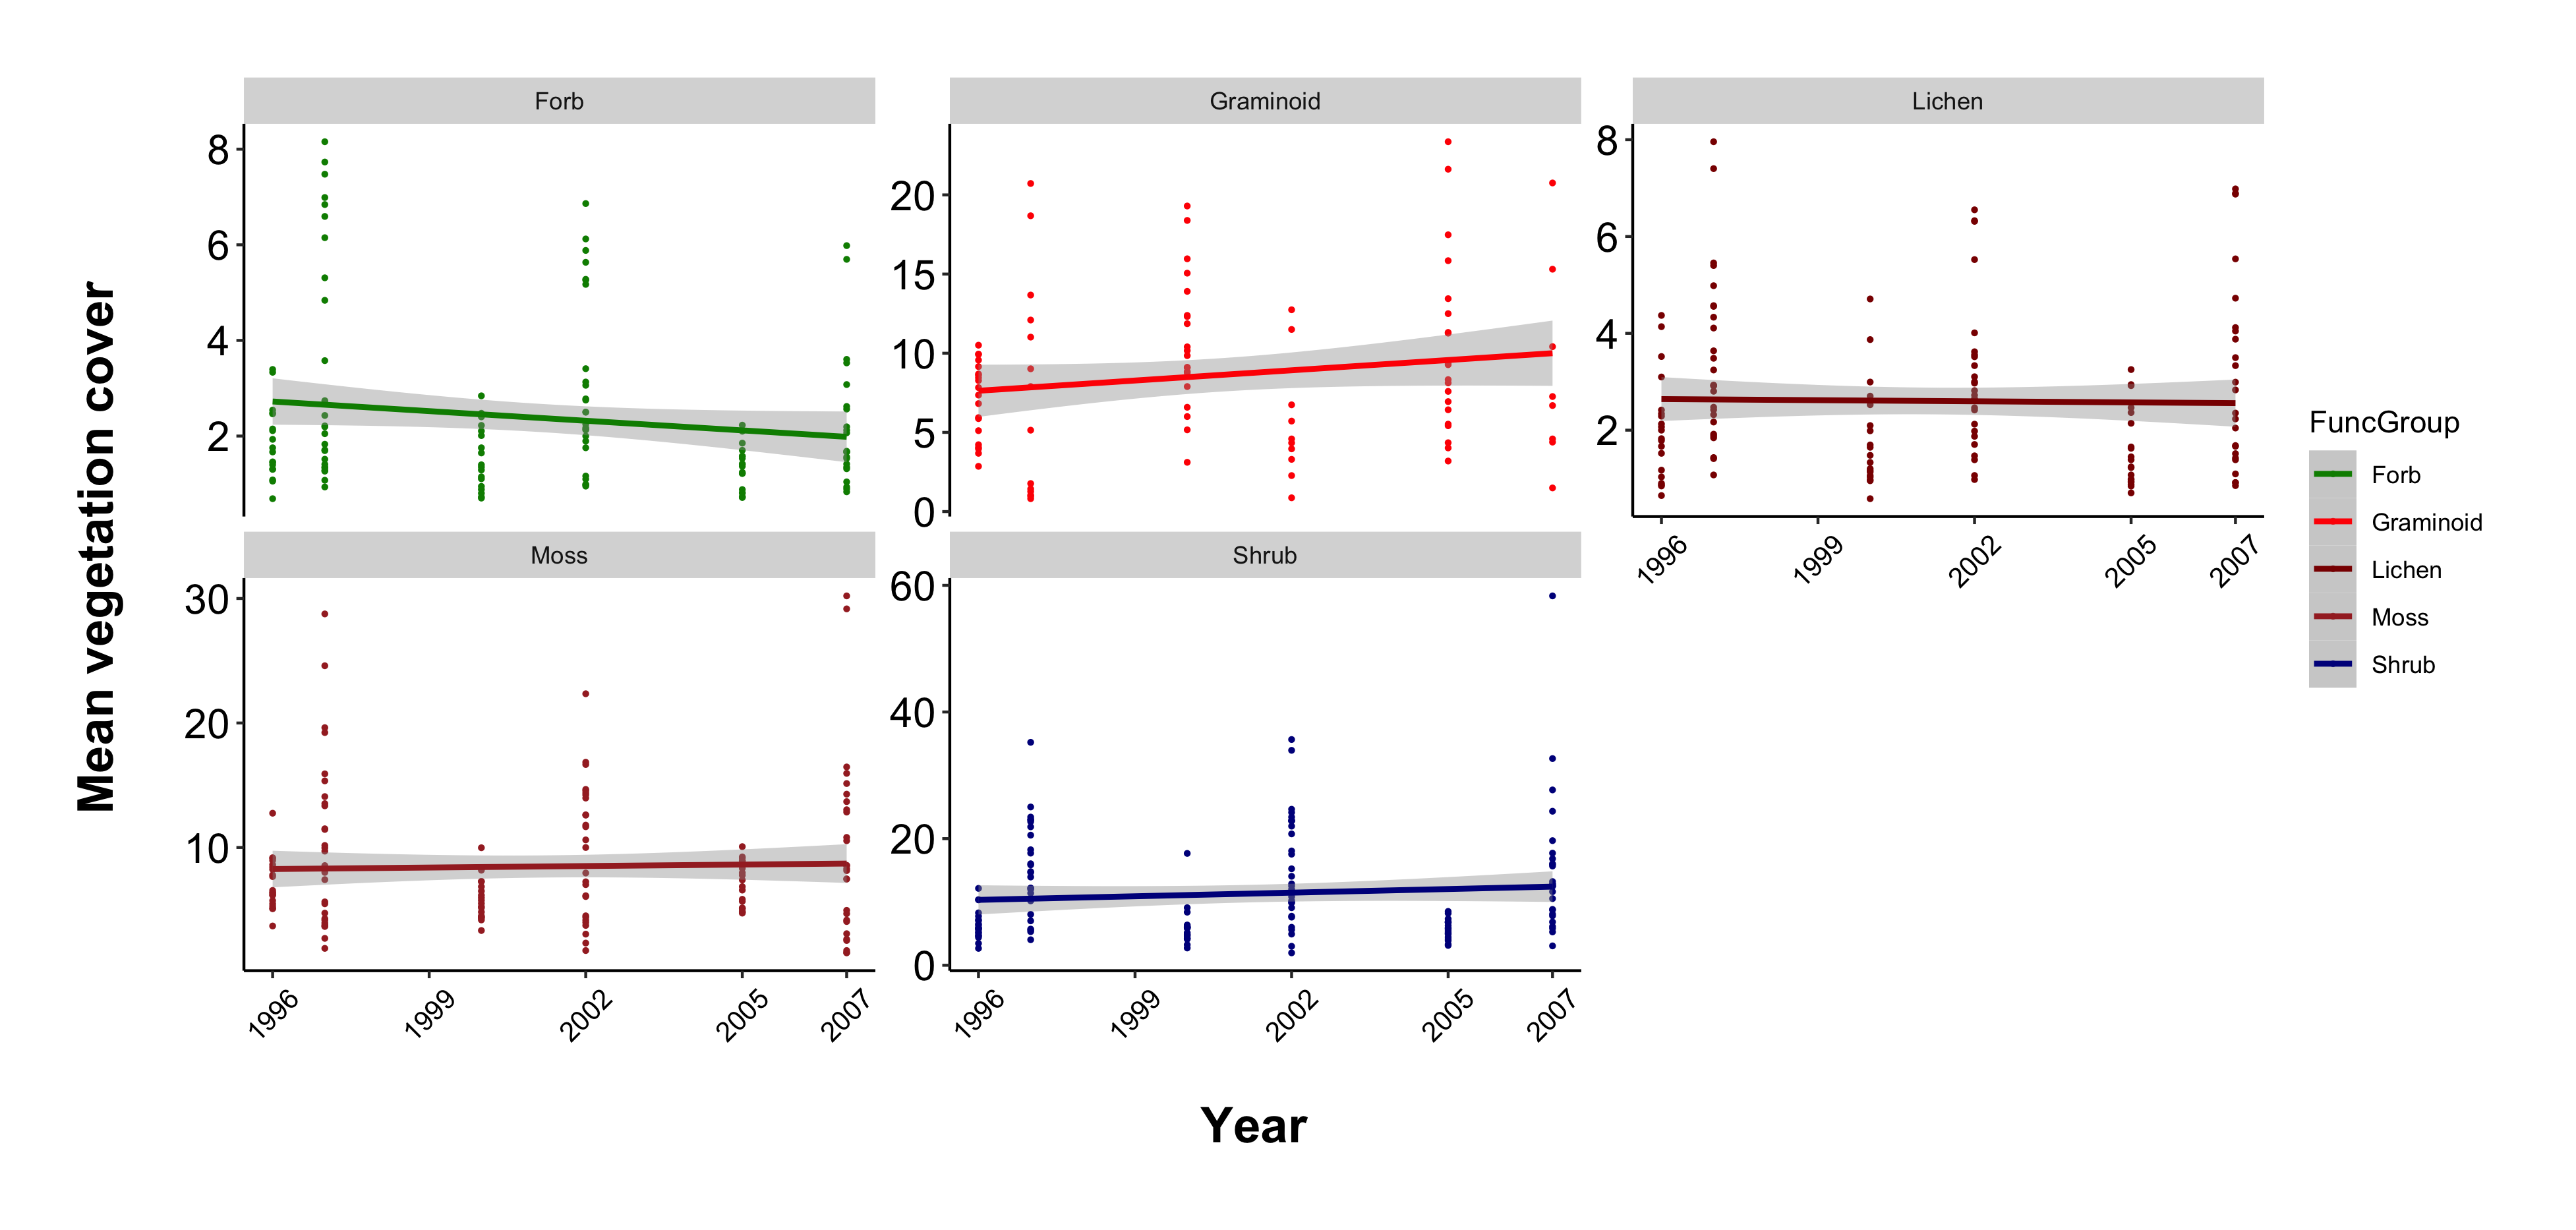 Forb
Graminoid
Lichen
8
6
4
2
20
15
10
5
0
8
6
4
2
1996
1999
2002
2005
2007
Moss
Shrub
30
20
10
60
40
20
0
1996
1999
2002
2005
2007
1996
1999
2002
2005
2007
Mean vegetation cover
Year
FuncGroup
Forb
Graminoid
Lichen
Moss
Shrub